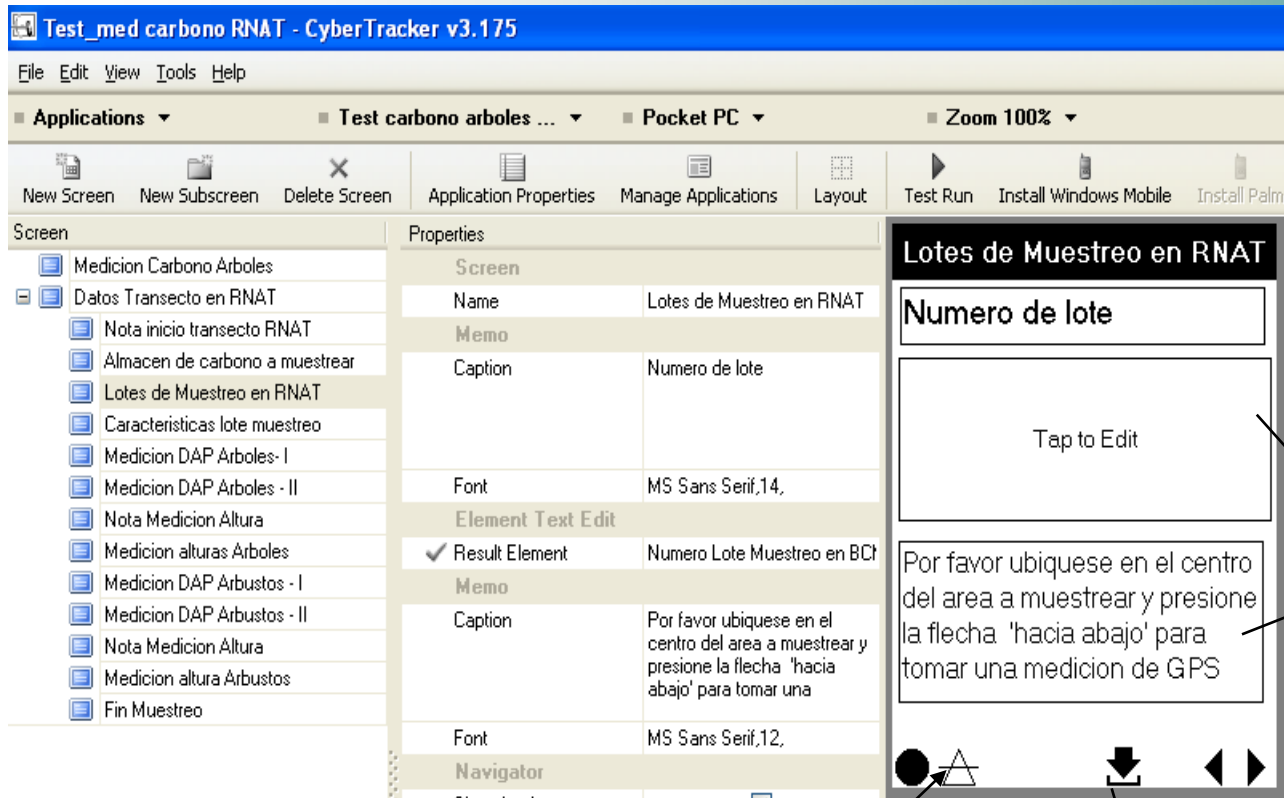 Test_med carbono RNAT - CyberTracker v3.175
File Edit View Tools Help
Applications Test carbono arboles ... Pocket PC Zoom 100%
New Screen New Subscreen Delete Screen Application Properties Manage Applications Layout Test Run Install Windows Mobile Install Palm
Screen
Medicion Carbono Arboles
Datos Transecto en RNAT
Nota inicio transecto RNAT
Almacen de carbono a muestrear
Lotes de Muestreo en RNAT
Caracteristicas lote muestreo
Medicion DAP Arboles- I
Medicion DAP Arboles - II
Nota Medicion Altura
Medicion alturas Arboles
Medicion DAP Arbustos - I
Medicion DAP Arbustos - II
Nota Medicion Altura
Medicion altura Arbustos
Fin Muestreo
Properties
Screen
Name Lotes de Muestreo en RNAT
Memo
Caption Numero de lote
Font MS Sans Serif,14,
Element Text Edit
Result Element Numero Lote Muestreo en
Memo
Caption Por favor ubiquese en el
centro del area a muestrear y
presione la flecha 'hacia
abajo' para tomar una
Font MS Sans Serif,12,
Navigator
Lotes de Muestreo en RNAT
Numero de lote
Tap to Edit
Por favor ubiquese en el centro
del area a muestrear y presione
la flecha 'hacia abajo' para
tomar una medicion de GPS